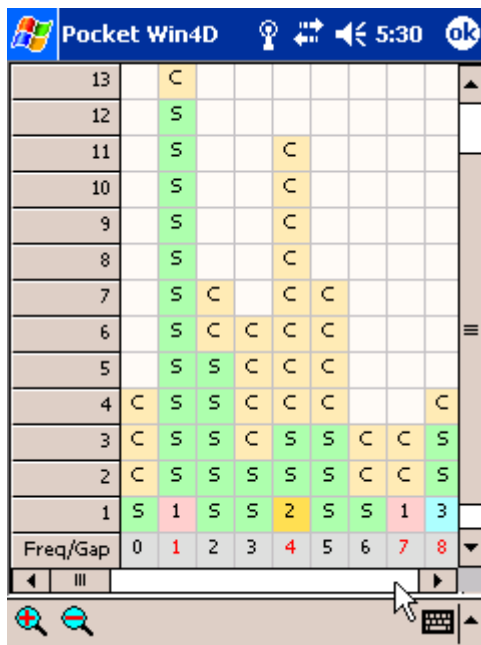 Pocket Win4D 5:30 ok
13 C
12 S
11 S C
10 S C
9 S C
8 S C
7 S C C C
6 S C C C C
5 S S C C C
4 C S S C C C C
3 C S S C S S C C S
2 C S S S S S C C S
1 S 1 S S 2 S S 1 3
Freq/Gap 0 1 2 3 4 5 6 7 8